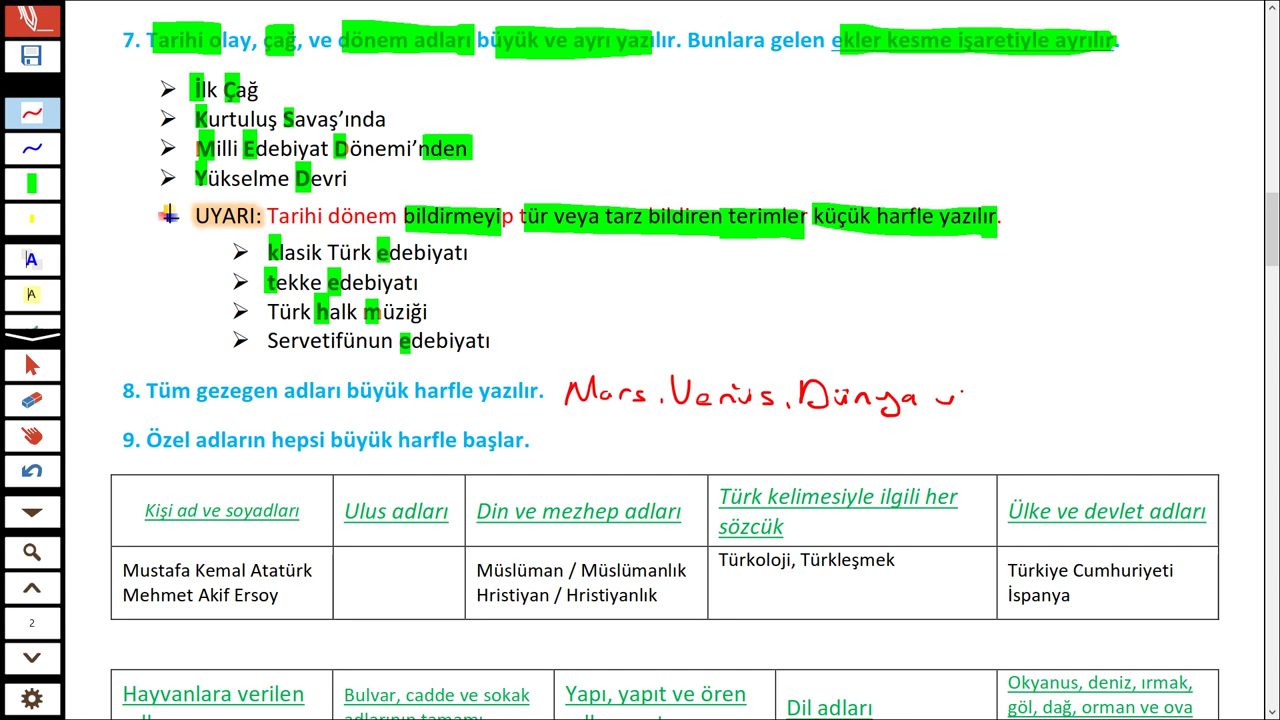 7. Tarihi olay, çağ, ve dönem adları büyük ve ayrı yazılır. Bunlara gelen ekler kesme işaretiyle ayrılır.
İlk Çağ
Kurtuluş Savaş’ında
Milli Edebiyat Dönemi’nden
Yükselme Devri
UYARI: Tarihi dönem bildirmeyip tür veya tarz bildiren terimler küçük harfle yazılır.
klasik Türk edebiyatı
tekke edebiyatı
Türk halk müziği
Servetifünun edebiyatı
8. Tüm gezegen adları büyük harfle yazılır. Mars, Venüs, Dünya
9. Özel adların hepsi büyük harfle başlar.
Kişi ad ve soyadları
Ulus adları
Din ve mezhep adları
Türk kelimesiyle ilgili her
sözcük
Ülke ve devlet adları
Mustafa Kemal Atatürk
Mehmet Akif Ersoy
Müslüman / Müslümanlık
Hristiyan / Hristiyanlık
Türkoloji, Türkleşmek
Türkiye Cumhuriyeti
İspanya
Hayvanlara verilen
Bulvar, cadde ve sokak
adlarının tamamı
Yapı, yapıt ve ören
Dil adları
Okyanus, deniz, ırmak,
göl, dağ, orman ve ova
A
A
2